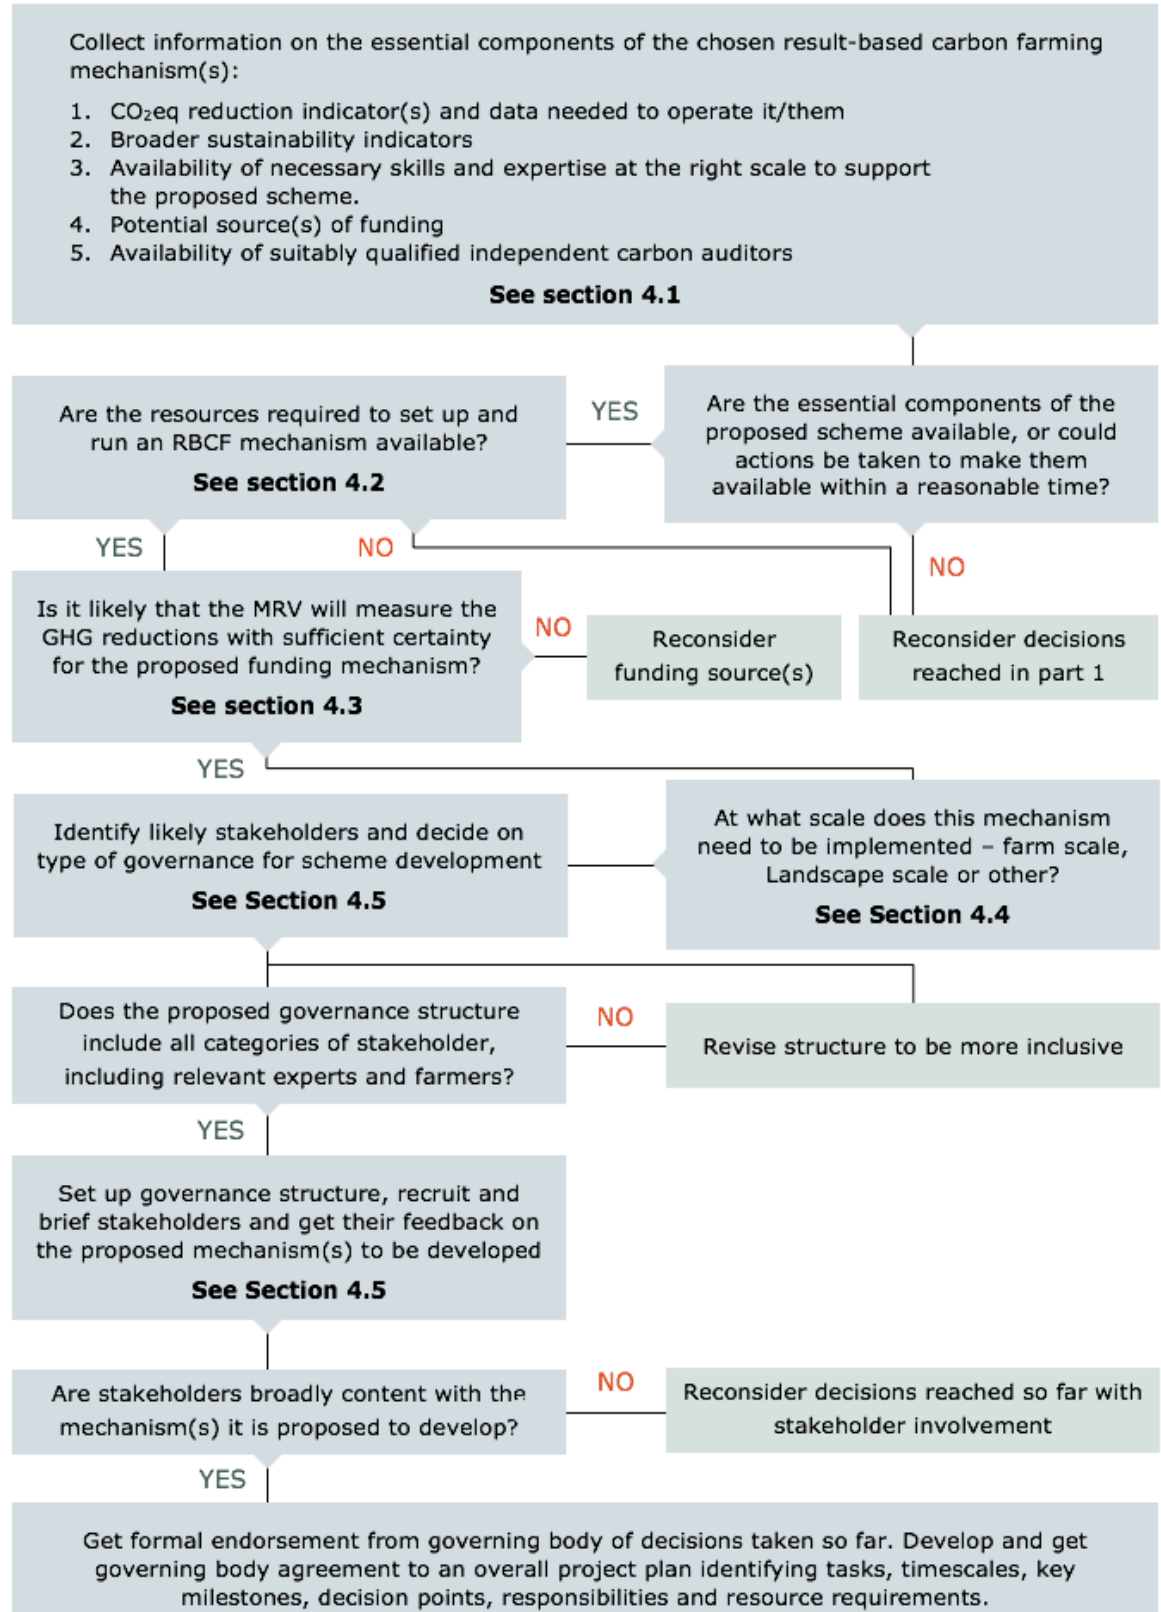 Collect information on the essential components of the chosen result-based carbon farming
mechanism(s):
1. CO₂eq reduction indicator(s) and data needed to operate it/them
2. Broader sustainability indicators
3. Availability of necessary skills and expertise at the right scale to support
the proposed scheme.
4. Potential source(s) of funding
5. Availability of suitably qualified independent carbon auditors
See section 4.1
Are the essential components of the
proposed scheme available, or could
actions be taken to make them
available within a reasonable time?
YES
NO
Are the resources required to set up and
run an RBCF mechanism available?
See section 4.2
YES
NO
Reconsider decisions
reached in part 1
Is it likely that the MRV will measure the
GHG reductions with sufficient certainty
for the proposed funding mechanism?
See section 4.3
NO
Reconsider
funding source(s)
YES
At what scale does this mechanism
need to be implemented – farm scale,
Landscape scale or other?
See Section 4.4
Identify likely stakeholders and decide on
type of governance for scheme development
See Section 4.5
Does the proposed governance structure
include all categories of stakeholder,
including relevant experts and farmers?
NO
Revise structure to be more inclusive
YES
Set up governance structure, recruit and
brief stakeholders and get their feedback on
the proposed mechanism(s) to be developed
See Section 4.5
Are stakeholders broadly content with the
mechanism(s) it is proposed to develop?
NO
Reconsider decisions reached so far with
stakeholder involvement
YES
Get formal endorsement from governing body of decisions taken so far. Develop and get
governing body agreement to an overall project plan identifying tasks, timescales, key
milestones, decision points, responsibilities and resource requirements.